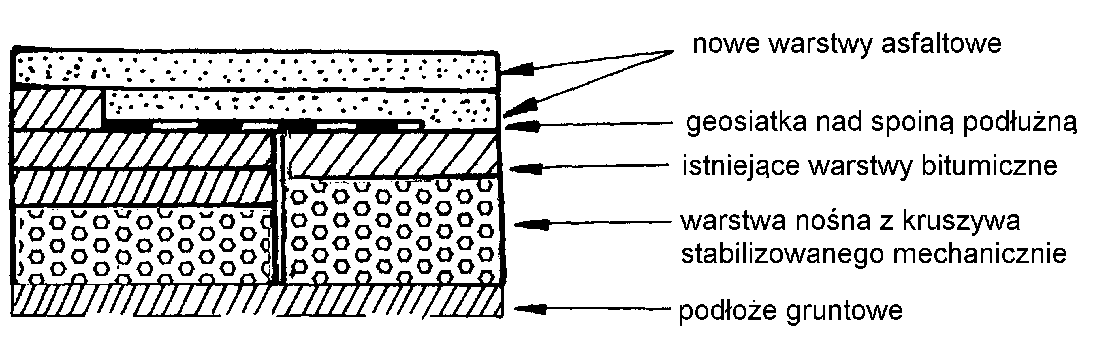 nowe warstwy asfaltowe
geosiatka nad spoiną podłużną
istniejące warstwy bitumiczne
warstwa nośna z kruszywa
stabilizowanego mechanicznie
podłoże gruntowe